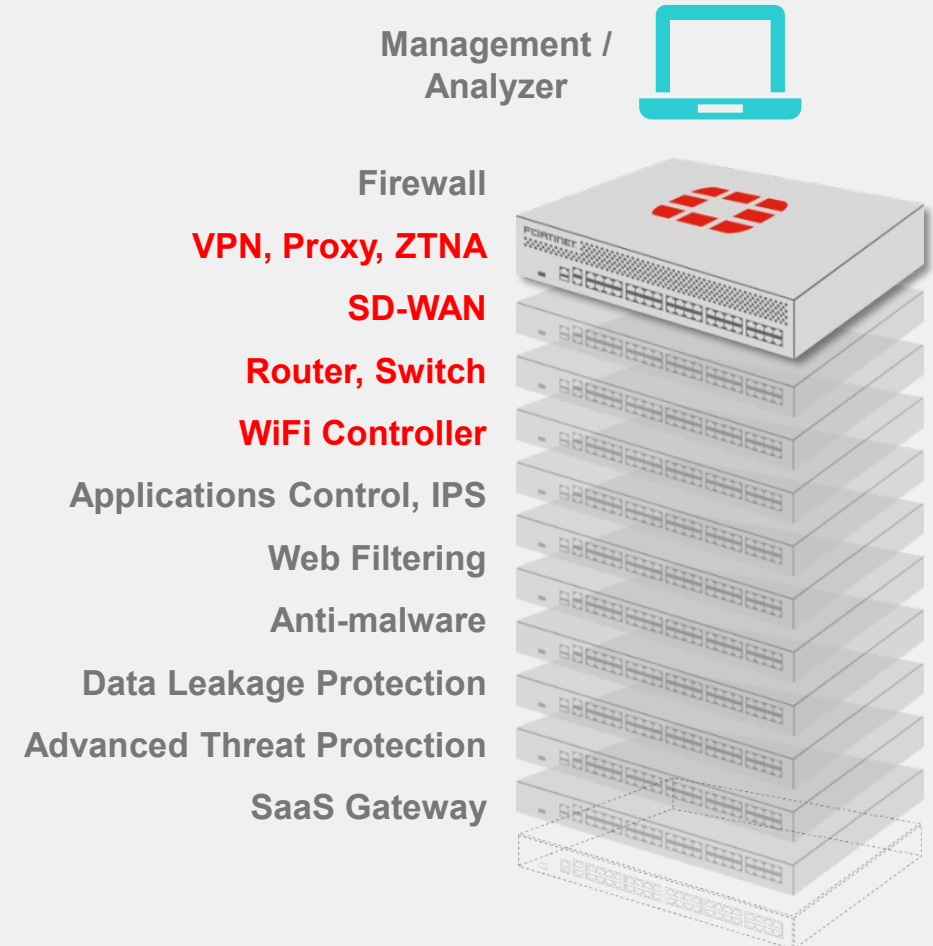 Management /
Analyzer
Firewall
FORTINET
VPN, Proxy, ZTNA
SD-WAN
Router, Switch
WiFi Controller
Applications Control, IPS
Web Filtering
Anti-malware
Data Leakage Protection
Advanced Threat Protection
SaaS Gateway